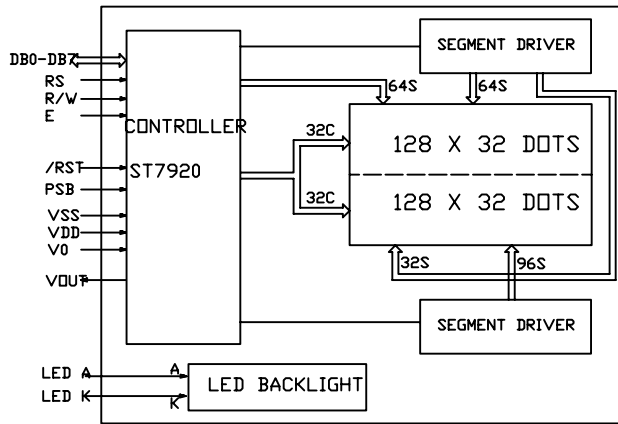 SEGMENT DRIVER
DB0-DB7
RS
R/W
E
64S
64S
CONTROLLER
ST7920
32C
32C
128 X 32 DOTS
128 X 32 DOTS
/RST
PSB
VSS
VDD
V0
VOUT
32S
96S
SEGMENT DRIVER
LED A
A
LED K
K
LED BACKLIGHT